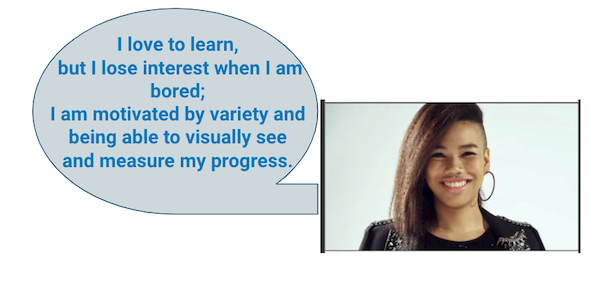 I love to learn,
but I lose interest when I am
bored;
I am motivated by variety and
being able to visually see
and measure my progress.